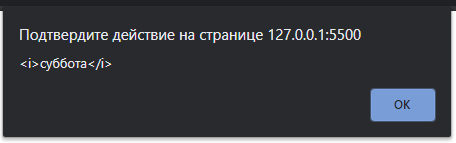 Подтвердите действие на странице 127.0.0.1:5500
<i>суббота</i>
OK